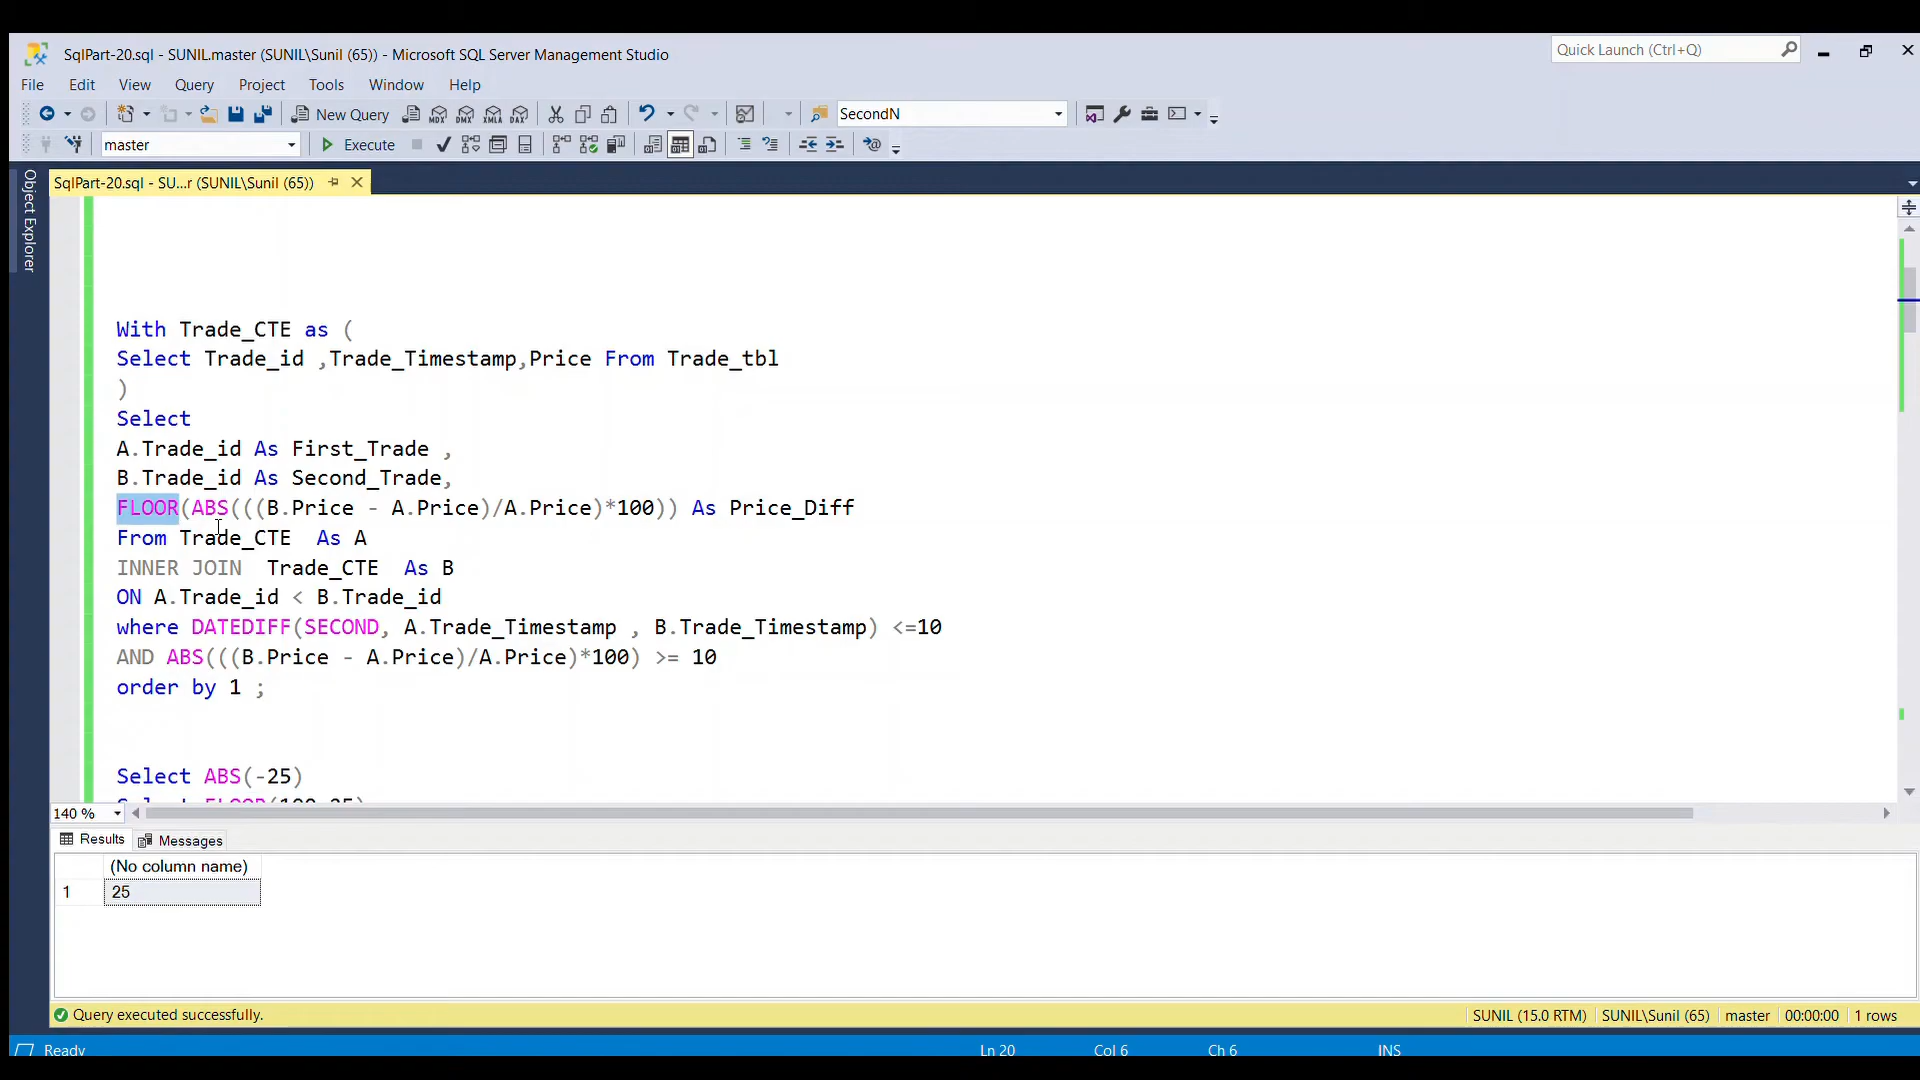 SqlPart-20.sql - SUNIL.master (SUNIL\Sunil (65)) - Microsoft SQL Server Management Studio
Quick Launch (Ctrl+Q)
File Edit View Query Project Tools Window Help
New Query
MDX DMX XMLA DAX
SecondN
master
Execute
SqlPart-20.sql - SU...r (SUNIL\Sunil (65))
Object Explorer
With Trade_CTE as (
Select Trade_id ,Trade_Timestamp,Price From Trade_tbl
)
Select
A.Trade_id As First_Trade ,
B.Trade_id As Second_Trade,
FLOOR(ABS(((B.Price - A.Price)/A.Price)*100)) As Price_Diff
From Trade_CTE  As A
INNER JOIN  Trade_CTE  As B
ON A.Trade_id < B.Trade_id
where DATEDIFF(SECOND, A.Trade_Timestamp , B.Trade_Timestamp) <=10
AND ABS(((B.Price - A.Price)/A.Price)*100) >= 10
order by 1 ;
Select ABS(-25)
140 %
Results Messages
(No column name)
1 25
Query executed successfully.
SUNIL (15.0 RTM) SUNIL\Sunil (65) master 00:00:00 1 rows
Ready Ln 20 Col 6 Ch 6 INS